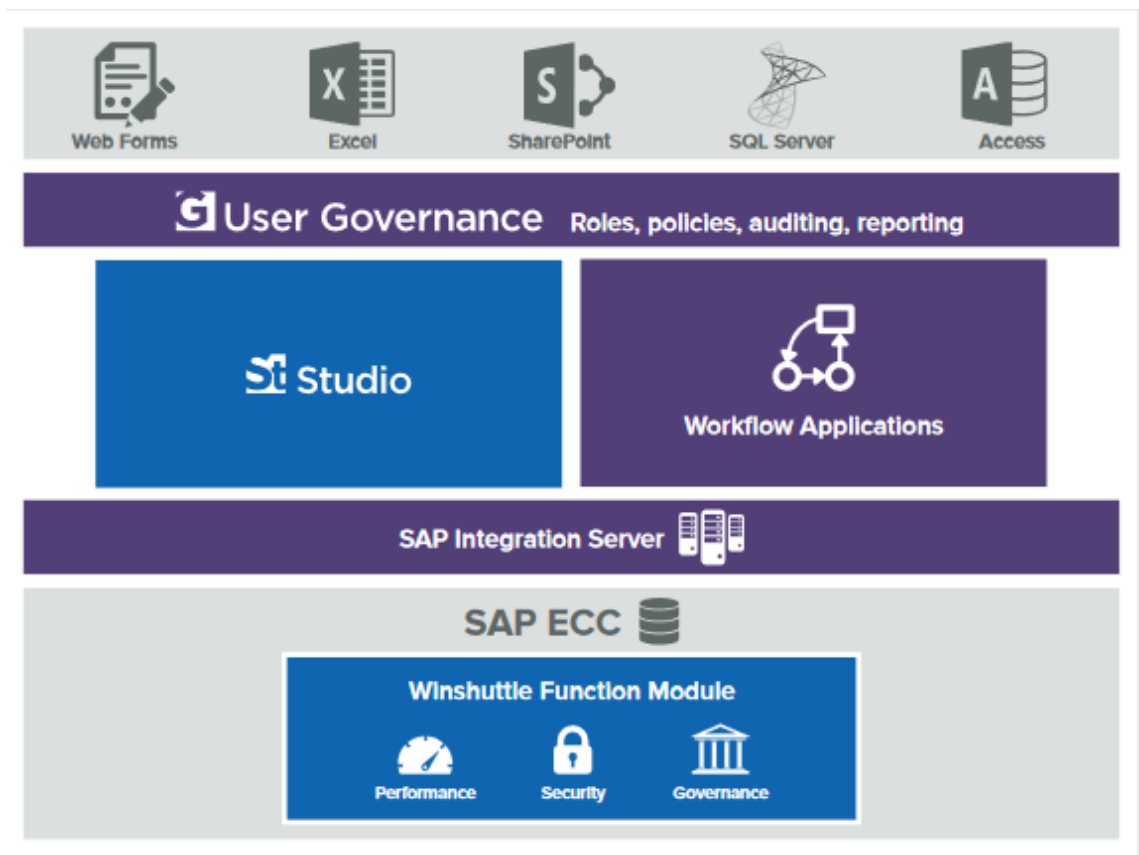 X
S
A
Web Forms
Excel
SharePoint
SQL Server
Access
G User Governance Roles, policies, auditing, reporting
St Studio
Workflow Applications
SAP Integration Server
SAP ECC
Winshuttle Function Module
Performance
Security
Governance